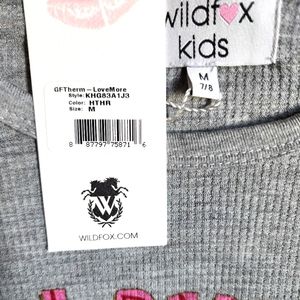 wildfox
kids
M
7/8
GFTherm – LoveMore
Style: KHG83A1J3
Color: HTHR
Size: M
8 87797 75871 6
W
WILDFOX.COM